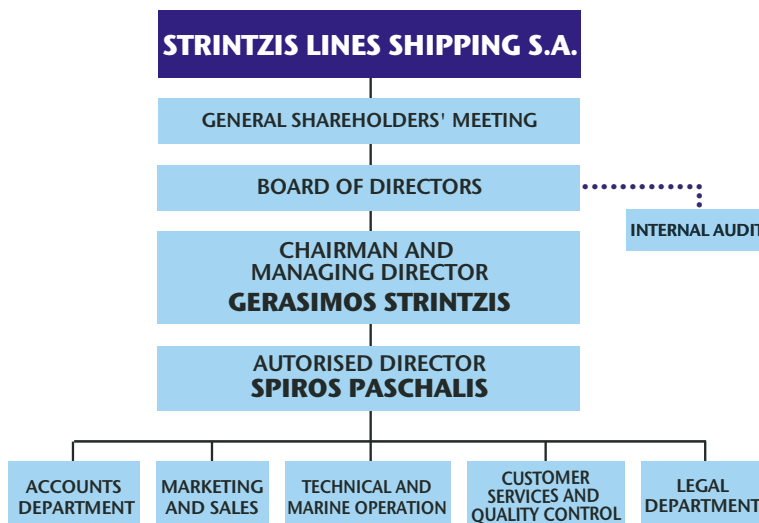 STRINTZIS LINES SHIPPING S.A.
GENERAL SHAREHOLDERS' MEETING
BOARD OF DIRECTORS
INTERNAL AUDIT
CHAIRMAN AND
MANAGING DIRECTOR
GERASIMOS STRINTZIS
AUTORISED DIRECTOR
SPIROS PASCHALIS
ACCOUNTS
DEPARTMENT
MARKETING
AND SALES
TECHNICAL AND
MARINE OPERATION
CUSTOMER
SERVICES AND
QUALITY CONTROL
LEGAL
DEPARTMENT